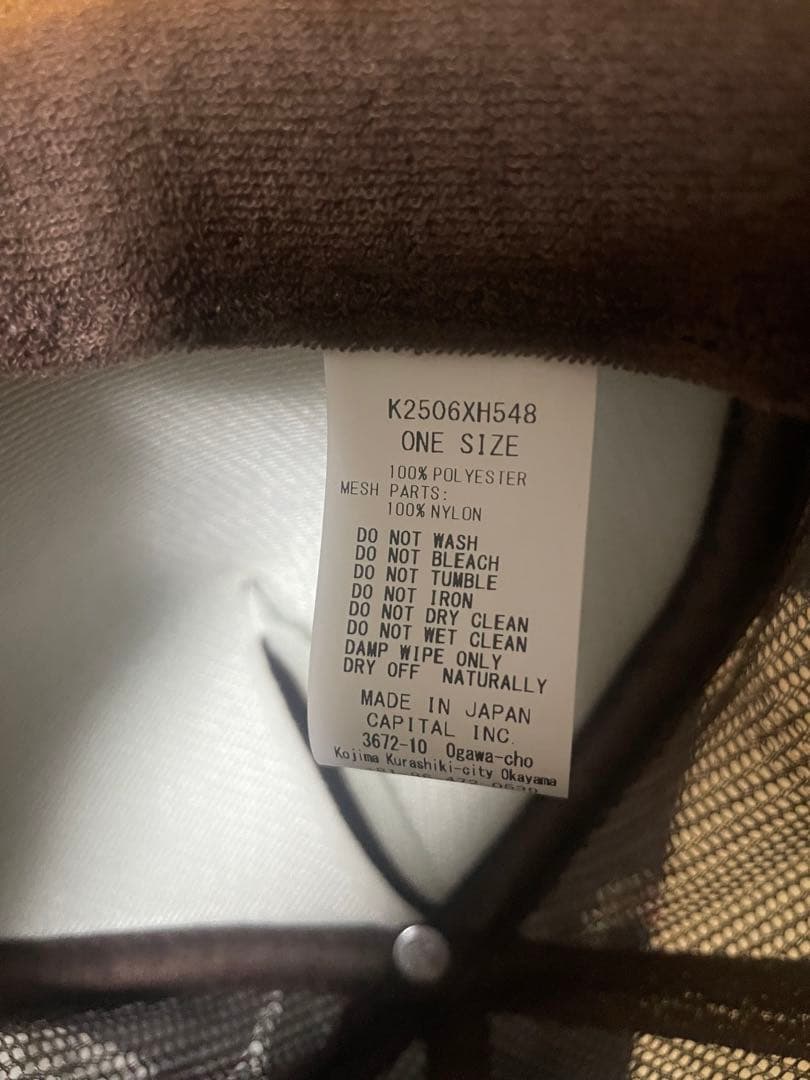 K2506XH548
ONE SIZE
100% POLYESTER
MESH PARTS:
100% NYLON
DO NOT WASH
DO NOT BLEACH
DO NOT TUMBLE
DO NOT IRON
DO NOT DRY CLEAN
DO NOT WET CLEAN
DAMP WIPE ONLY
DRY OFF NATURALLY
MADE IN JAPAN
CAPITAL INC.
3672-10 Ogawa-cho
Kojima Kurashiki-city Okayama